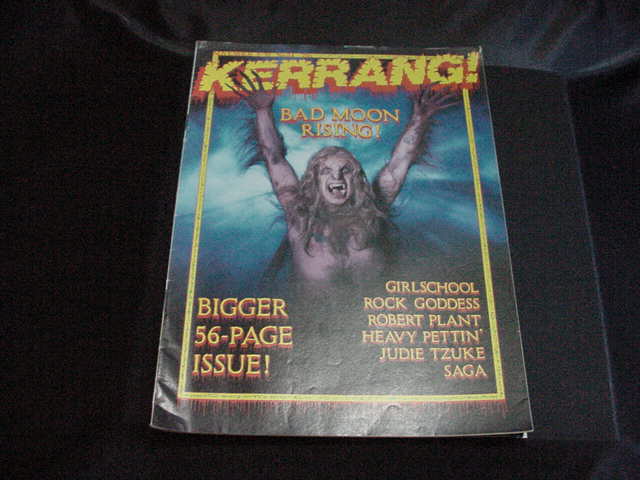 KERRANG!
BAD MOON
RISING!
BIGGER
56-PAGE
ISSUE!
GIRLSCHOOL
ROCK GODDESS
ROBERT PLANT
HEAVY PETTIN'
JUDIE TZUKE
SAGA